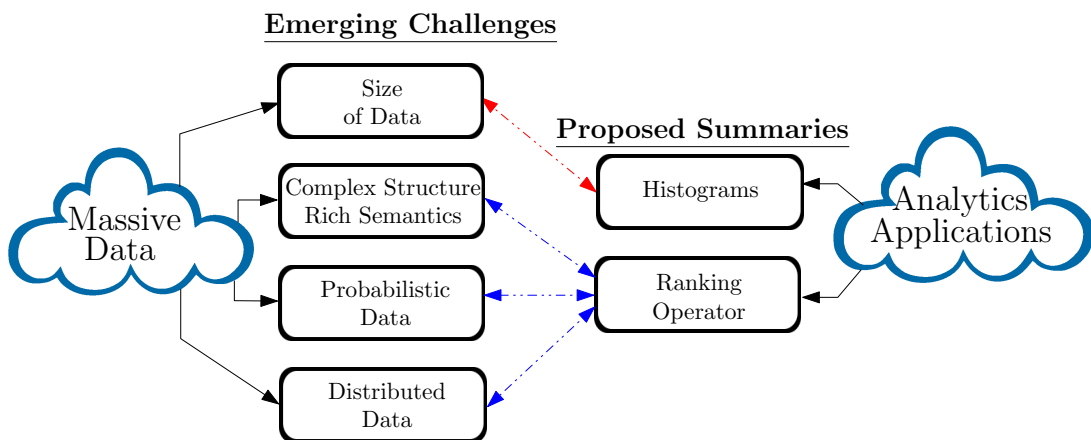 Emerging Challenges
Size
of Data
Proposed Summaries
Complex Structure
Rich Semantics
Histograms
Massive
Data
Analytics
Applications
Probabilistic
Data
Ranking
Operator
Distributed
Data